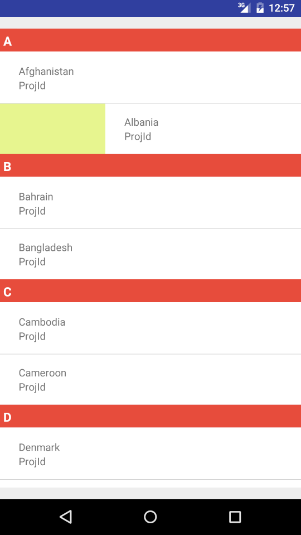 3G 12:57
A
Afghanistan
ProjId
Albania
ProjId
B
Bahrain
ProjId
Bangladesh
ProjId
C
Cambodia
ProjId
Cameroon
ProjId
D
Denmark
ProjId